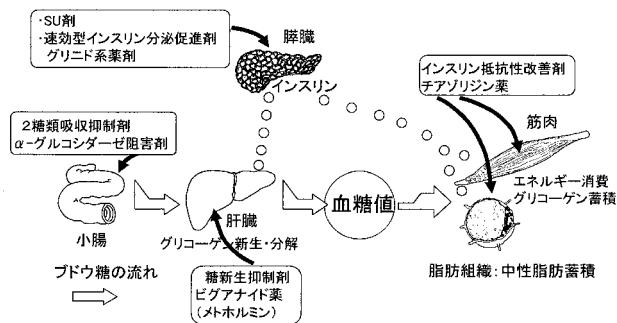 ・SU剤
・速効型インスリン分泌促進剤
グリニド系薬剤
膵臓
インスリン
インスリン抵抗性改善剤
チアゾリジン薬
筋肉
2糖類吸収抑制剤
α-グルコシダーゼ阻害剤
小腸
肝臓
グリコーゲン新生・分解
血糖値
エネルギー消費
グリコーゲン蓄積
糖新生抑制剤
ビグアナイド薬
(メトホルミン)
脂肪組織:中性脂肪蓄積
ブドウ糖の流れ